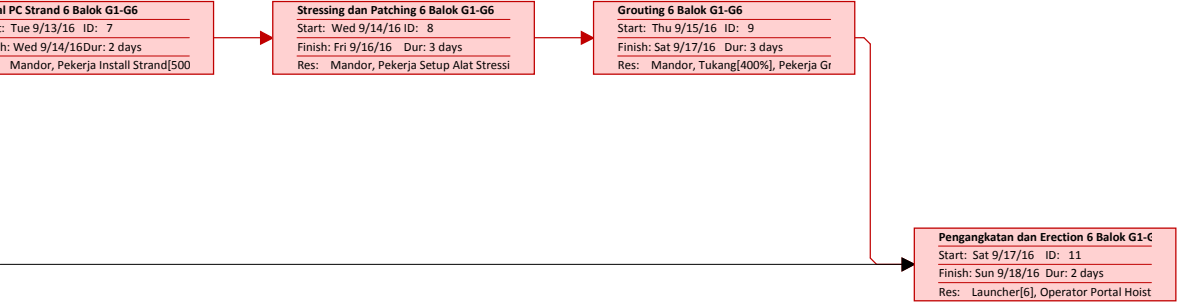 al PC Strand 6 Balok G1-G6
t: Tue 9/13/16 ID: 7
h: Wed 9/14/16 Dur: 2 days
Mandor, Pekerja Install Strand[500
Stressing dan Patching 6 Balok G1-G6
Start: Wed 9/14/16 ID: 8
Finish: Fri 9/16/16 Dur: 3 days
Res: Mandor, Pekerja Setup Alat Stressi
Grouting 6 Balok G1-G6
Start: Thu 9/15/16 ID: 9
Finish: Sat 9/17/16 Dur: 3 days
Res: Mandor, Tukang[400%], Pekerja Gr
Pengangkatan dan Erection 6 Balok G1-G
Start: Sat 9/17/16 ID: 11
Finish: Sun 9/18/16 Dur: 2 days
Res: Launcher[6], Operator Portal Hoist